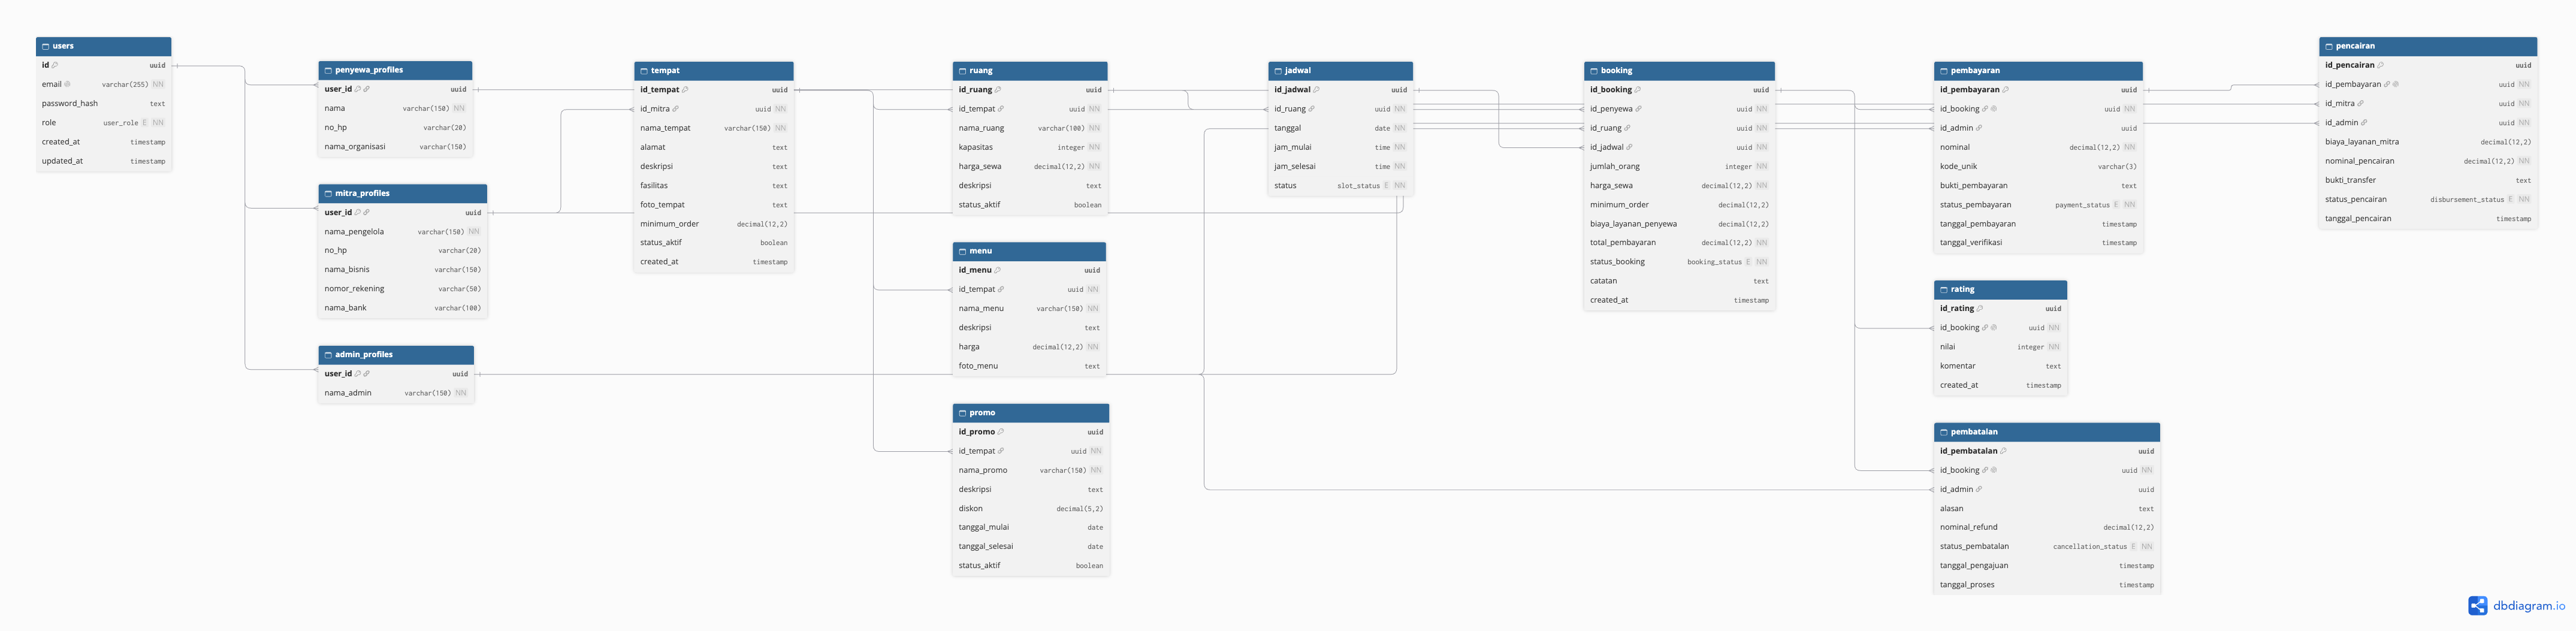 users
id uuid
email varchar(255) NN
password_hash text
role user_role E NN
created_at timestamp
updated_at timestamp
penyewa_profiles
user_id uuid
nama varchar(150) NN
no_hp varchar(20)
nama_organisasi varchar(150)
mitra_profiles
user_id uuid
nama_pengelola varchar(150) NN
no_hp varchar(20)
nama_bisnis varchar(150)
nomor_rekening varchar(50)
nama_bank varchar(100)
admin_profiles
user_id uuid
nama_admin varchar(150) NN
tempat
id_tempat uuid
id_mitra uuid NN
nama_tempat varchar(150) NN
alamat text
deskripsi text
fasilitas text
foto_tempat text
minimum_order decimal(12,2)
status_aktif boolean
created_at timestamp
ruang
id_ruang uuid
id_tempat uuid NN
nama_ruang varchar(100) NN
kapasitas integer NN
harga_sewa decimal(12,2) NN
deskripsi text
status_aktif boolean
menu
id_menu uuid
id_tempat uuid NN
nama_menu varchar(150) NN
deskripsi text
harga decimal(12,2) NN
foto_menu text
promo
id_promo uuid
id_tempat uuid NN
nama_promo varchar(150) NN
deskripsi text
diskon decimal(5,2)
tanggal_mulai date
tanggal_selesai date
status_aktif boolean
jadwal
id_jadwal uuid
id_ruang uuid NN
tanggal date NN
jam_mulai time NN
jam_selesai time NN
status slot_status E NN
booking
id_booking uuid
id_penyewa uuid NN
id_ruang uuid NN
id_jadwal uuid NN
jumlah_orang integer NN
harga_sewa decimal(12,2) NN
minimum_order decimal(12,2)
biaya_layanan_penyewa decimal(12,2)
total_pembayaran decimal(12,2) NN
status_booking booking_status E NN
catatan text
created_at timestamp
pembayaran
id_pembayaran uuid
id_booking uuid NN
id_admin uuid
nominal decimal(12,2) NN
kode_unik varchar(3)
bukti_pembayaran text
status_pembayaran payment_status E NN
tanggal_pembayaran timestamp
tanggal_verifikasi timestamp
rating
id_rating uuid
id_booking uuid NN
nilai integer NN
komentar text
created_at timestamp
pembatalan
id_pembatalan uuid
id_booking uuid NN
id_admin uuid
alasan text
nominal_refund decimal(12,2)
status_pembatalan cancellation_status E NN
tanggal_pengajuan timestamp
tanggal_proses timestamp
pencairan
id_pencairan uuid
id_pembayaran uuid NN
id_mitra uuid NN
id_admin uuid NN
biaya_layanan_mitra decimal(12,2)
nominal_pencairan decimal(12,2) NN
bukti_transfer text
status_pencairan disbursement_status E NN
tanggal_pencairan timestamp
dbdiagram.io